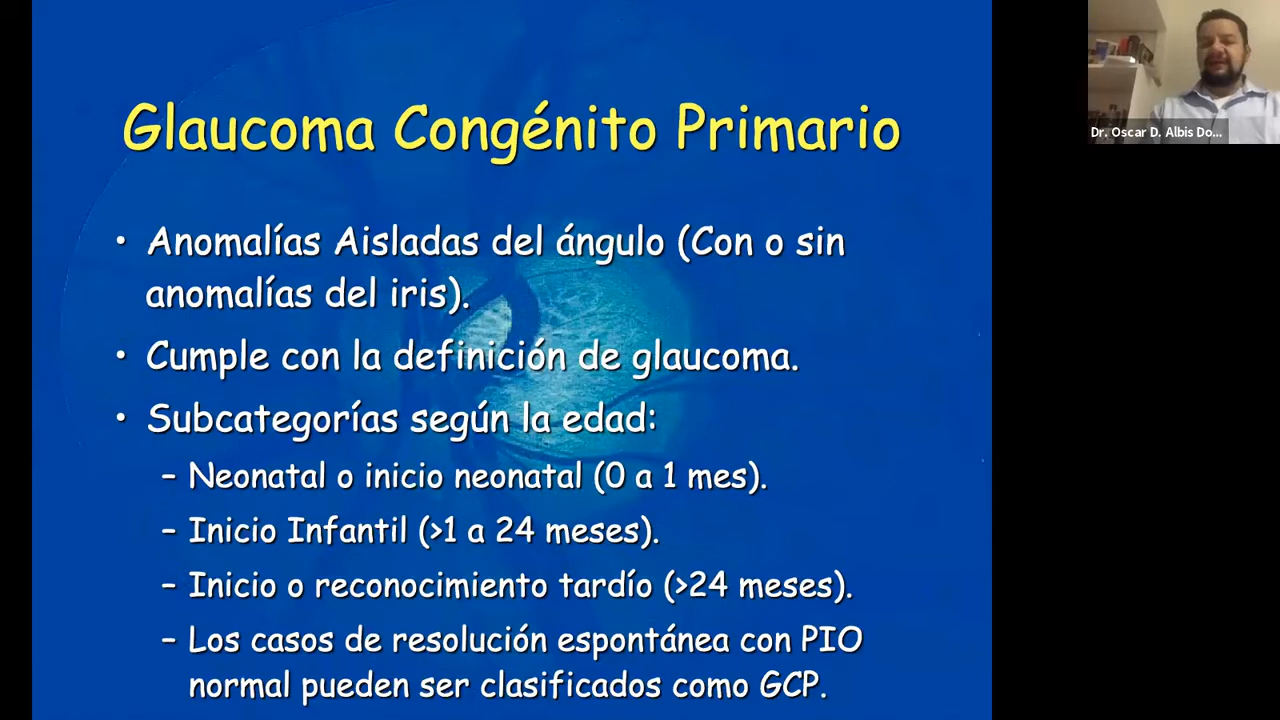 Glaucoma Congénito Primario
• Anomalías Aisladas del ángulo (Con o sin
anomalías del iris).
• Cumple con la definición de glaucoma.
• Subcategorías según la edad:
– Neonatal o inicio neonatal (0 a 1 mes).
– Inicio Infantil (>1 a 24 meses).
– Inicio o reconocimiento tardío (>24 meses).
– Los casos de resolución espontánea con PIO
normal pueden ser clasificados como GCP.
Dr. Oscar D. Albis Do...